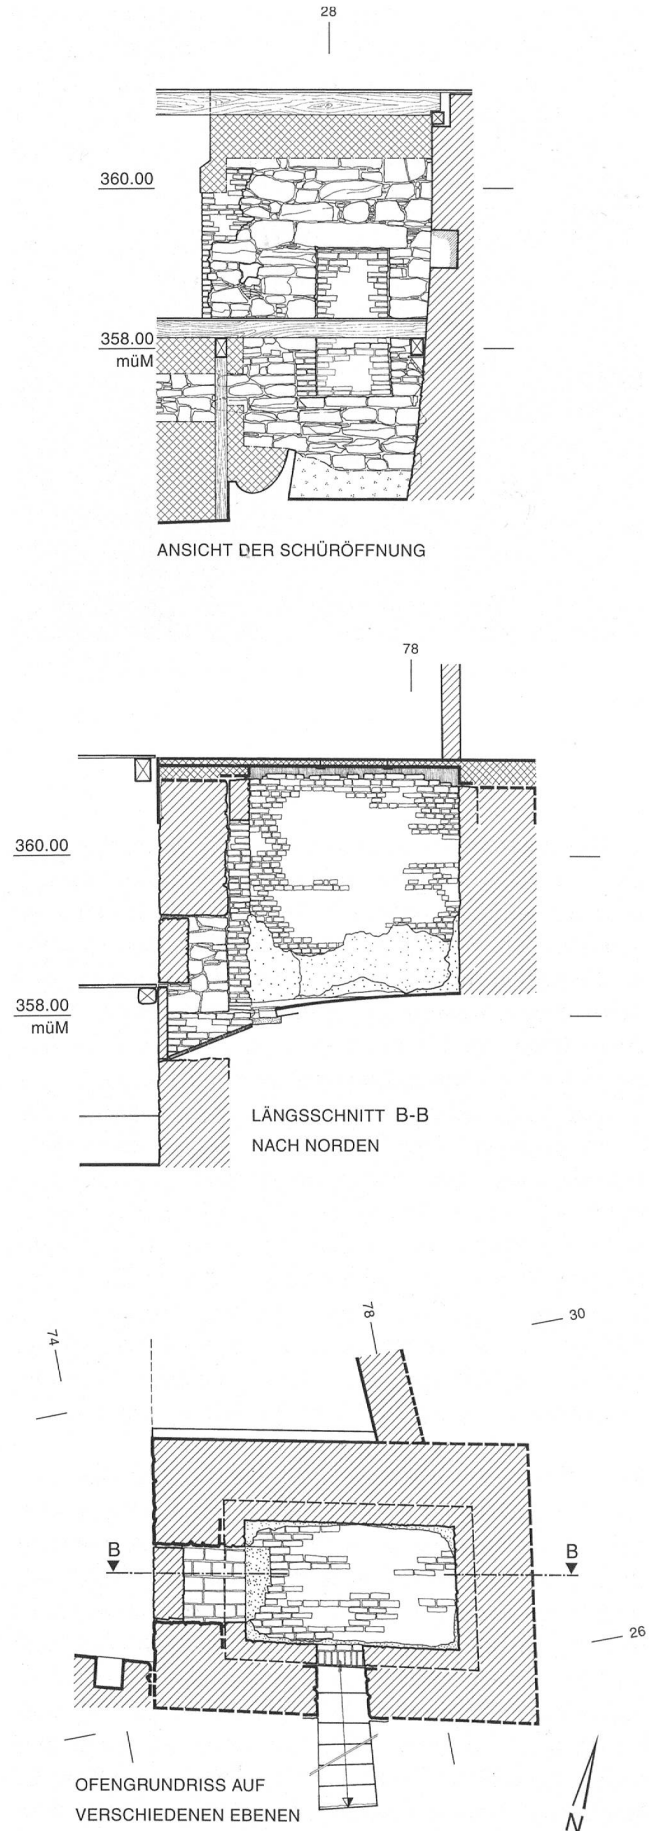 28
360.00
358.00
müM
ANSICHT DER SCHÜRÖFFNUNG
78
360.00
358.00
müM
LÄNGSSCHNITT B-B
NACH NORDEN
74
78
30
B
B
26
OFENGRUNDRISS AUF
VERSCHIEDENEN EBENEN
N